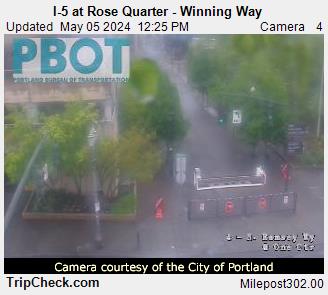 I-5 at Rose Quarter - Winning Way
Updated May 05 2024 12:25 PM Camera 4
PBOT
PORTLAND BUREAU OF TRANSPORTATION
Camera courtesy of the City of Portland
TripCheck.com Milepost302.00